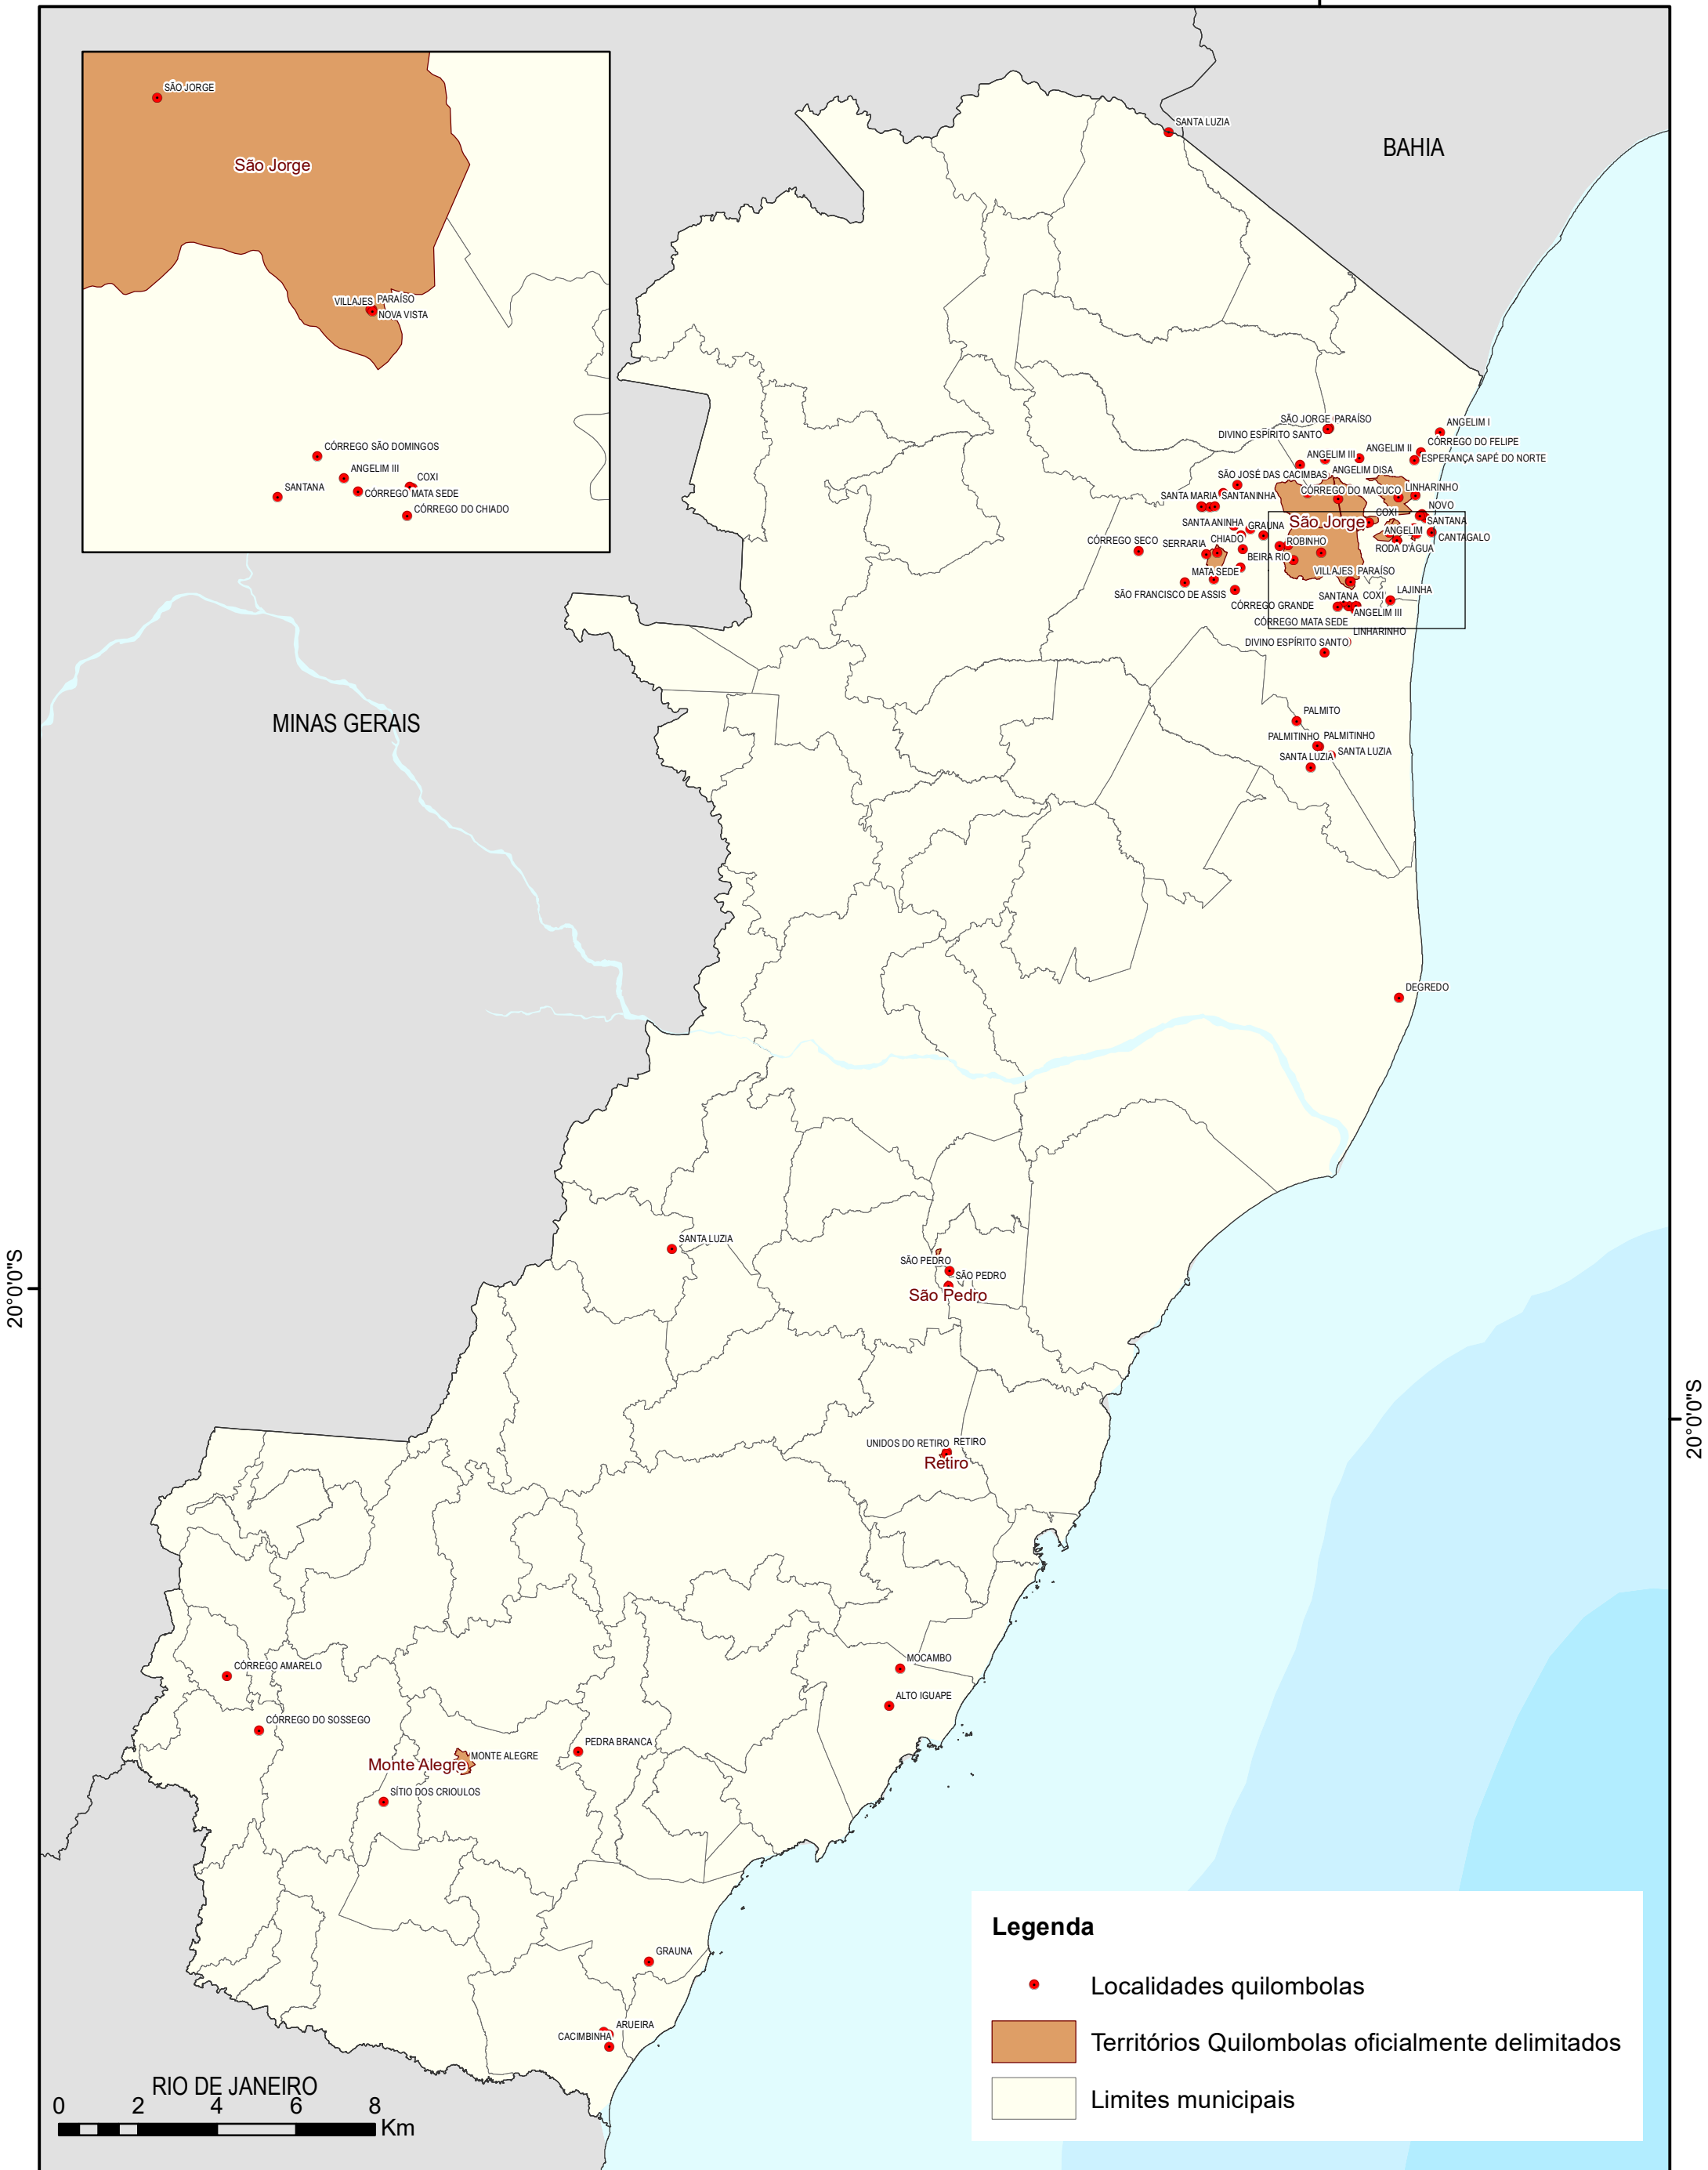 SÃO JORGE
São Jorge
VILLAJES
PARAÍSO
NOVA VISTA
CÓRREGO SÃO DOMINGOS
ANGELIM III
SANTANA
COXI
CÓRREGO MATA SEDE
CÓRREGO DO CHIADO
SANTA LUZIA
BAHIA
MINAS GERAIS
SÃO JORGE
PARAÍSO
ANGELIM I
DIVINO ESPÍRITO SANTO
CÓRREGO DO FELIPE
ANGELIM II
ANGELIM III
ESPERANÇA SAPÉ DO NORTE
SÃO JOSÉ DAS CACIMBAS
ANGELIM DISA
CÓRREGO DO MACUCO
LINHARINHO
SANTA MARIA
SANTANINHA
NOVO
COXI
São Jorge
SANTANA
SANTA ANINHA
GRAUNA
ANGELIM
CANTAGALO
CÓRREGO SECO
SERRARIA
CHIADO
ROBINHO
RODA D'ÁGUA
BEIRA RIO
MATA SEDE
VILLAJES
PARAÍSO
SÃO FRANCISCO DE ASSIS
LAJINHA
SANTANA
COXI
CÓRREGO GRANDE
ANGELIM III
CÓRREGO MATA SEDE
LINHARINHO
DIVINO ESPÍRITO SANTO
PALMITO
PALMITINHO
PALMITINHO
SANTA LUZIA
SANTA LUZIA
DEGREDO
SANTA LUZIA
SÃO PEDRO
SÃO PEDRO
São Pedro
20°0'0"S
20°0'0"S
UNIDOS DO RETIRO
RETIRO
Retiro
MOCAMBO
CÓRREGO AMARELO
ALTO IGUAPE
CÓRREGO DO SOSSEGO
PEDRA BRANCA
MONTE ALEGRE
Monte Alegre
SÍTIO DOS CRIOULOS
GRAUNA
ARUEIRA
CACIMBINHA
RIO DE JANEIRO
0 2 4 6 8
Km
Legenda
Localidades quilombolas
Territórios Quilombolas oficialmente delimitados
Limites municipais